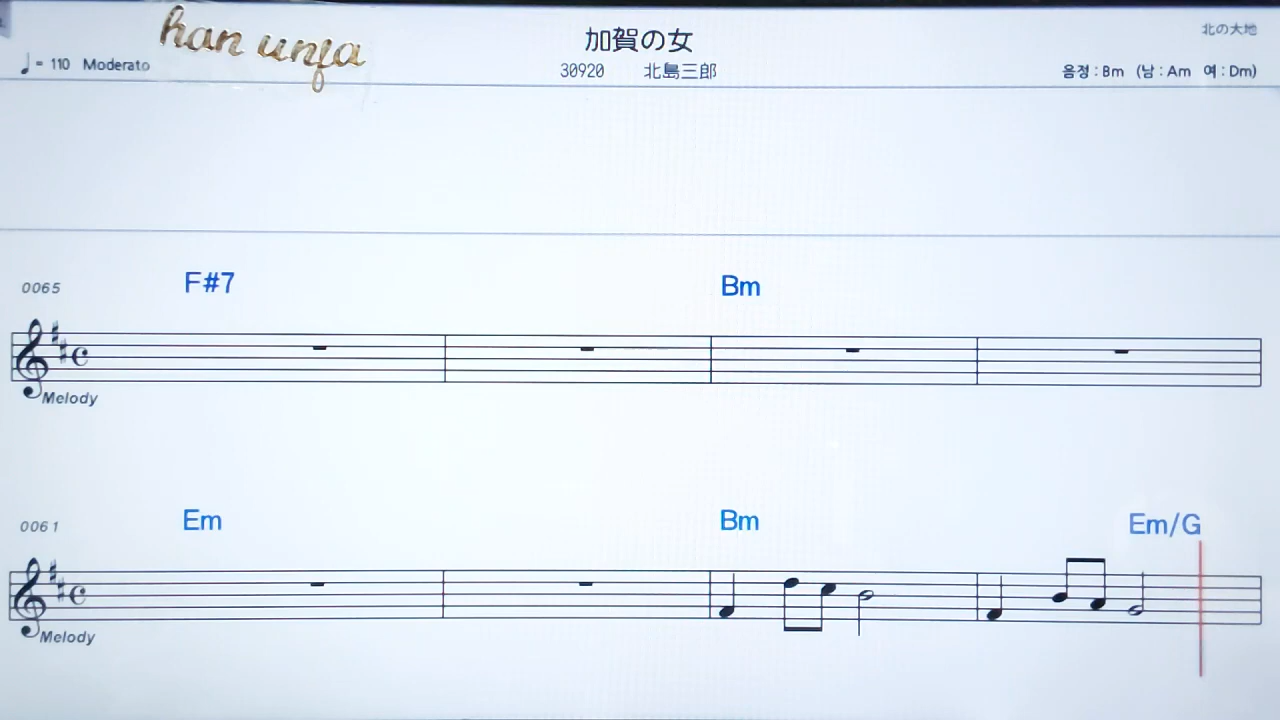 han unfa
加賀の女
北の大地
♩= 110 Moderato
30920 北島三郎
음정 : Bm (남 : Am 여 : Dm)
0065 F#7 Bm
Melody
0061 Em Bm Em/G
Melody